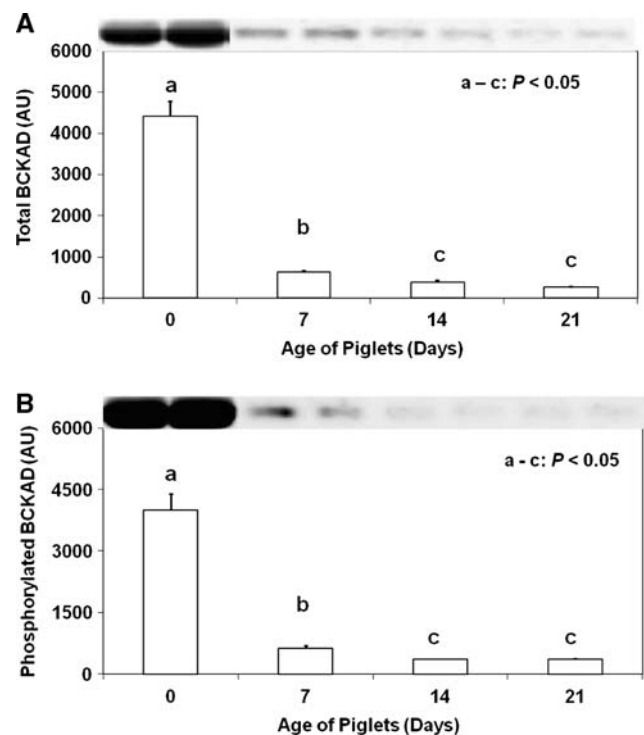 A
6000
5000
4000
3000
2000
1000
0
Total BCKAD (AU)
a – c: P < 0.05
a
b
c
c
0 7 14 21
Age of Piglets (Days)
B
6000
4500
3000
1500
0
Phosphorylated BCKAD (AU)
a - c: P < 0.05
a
b
c
c
0 7 14 21
Age of Piglets (Days)